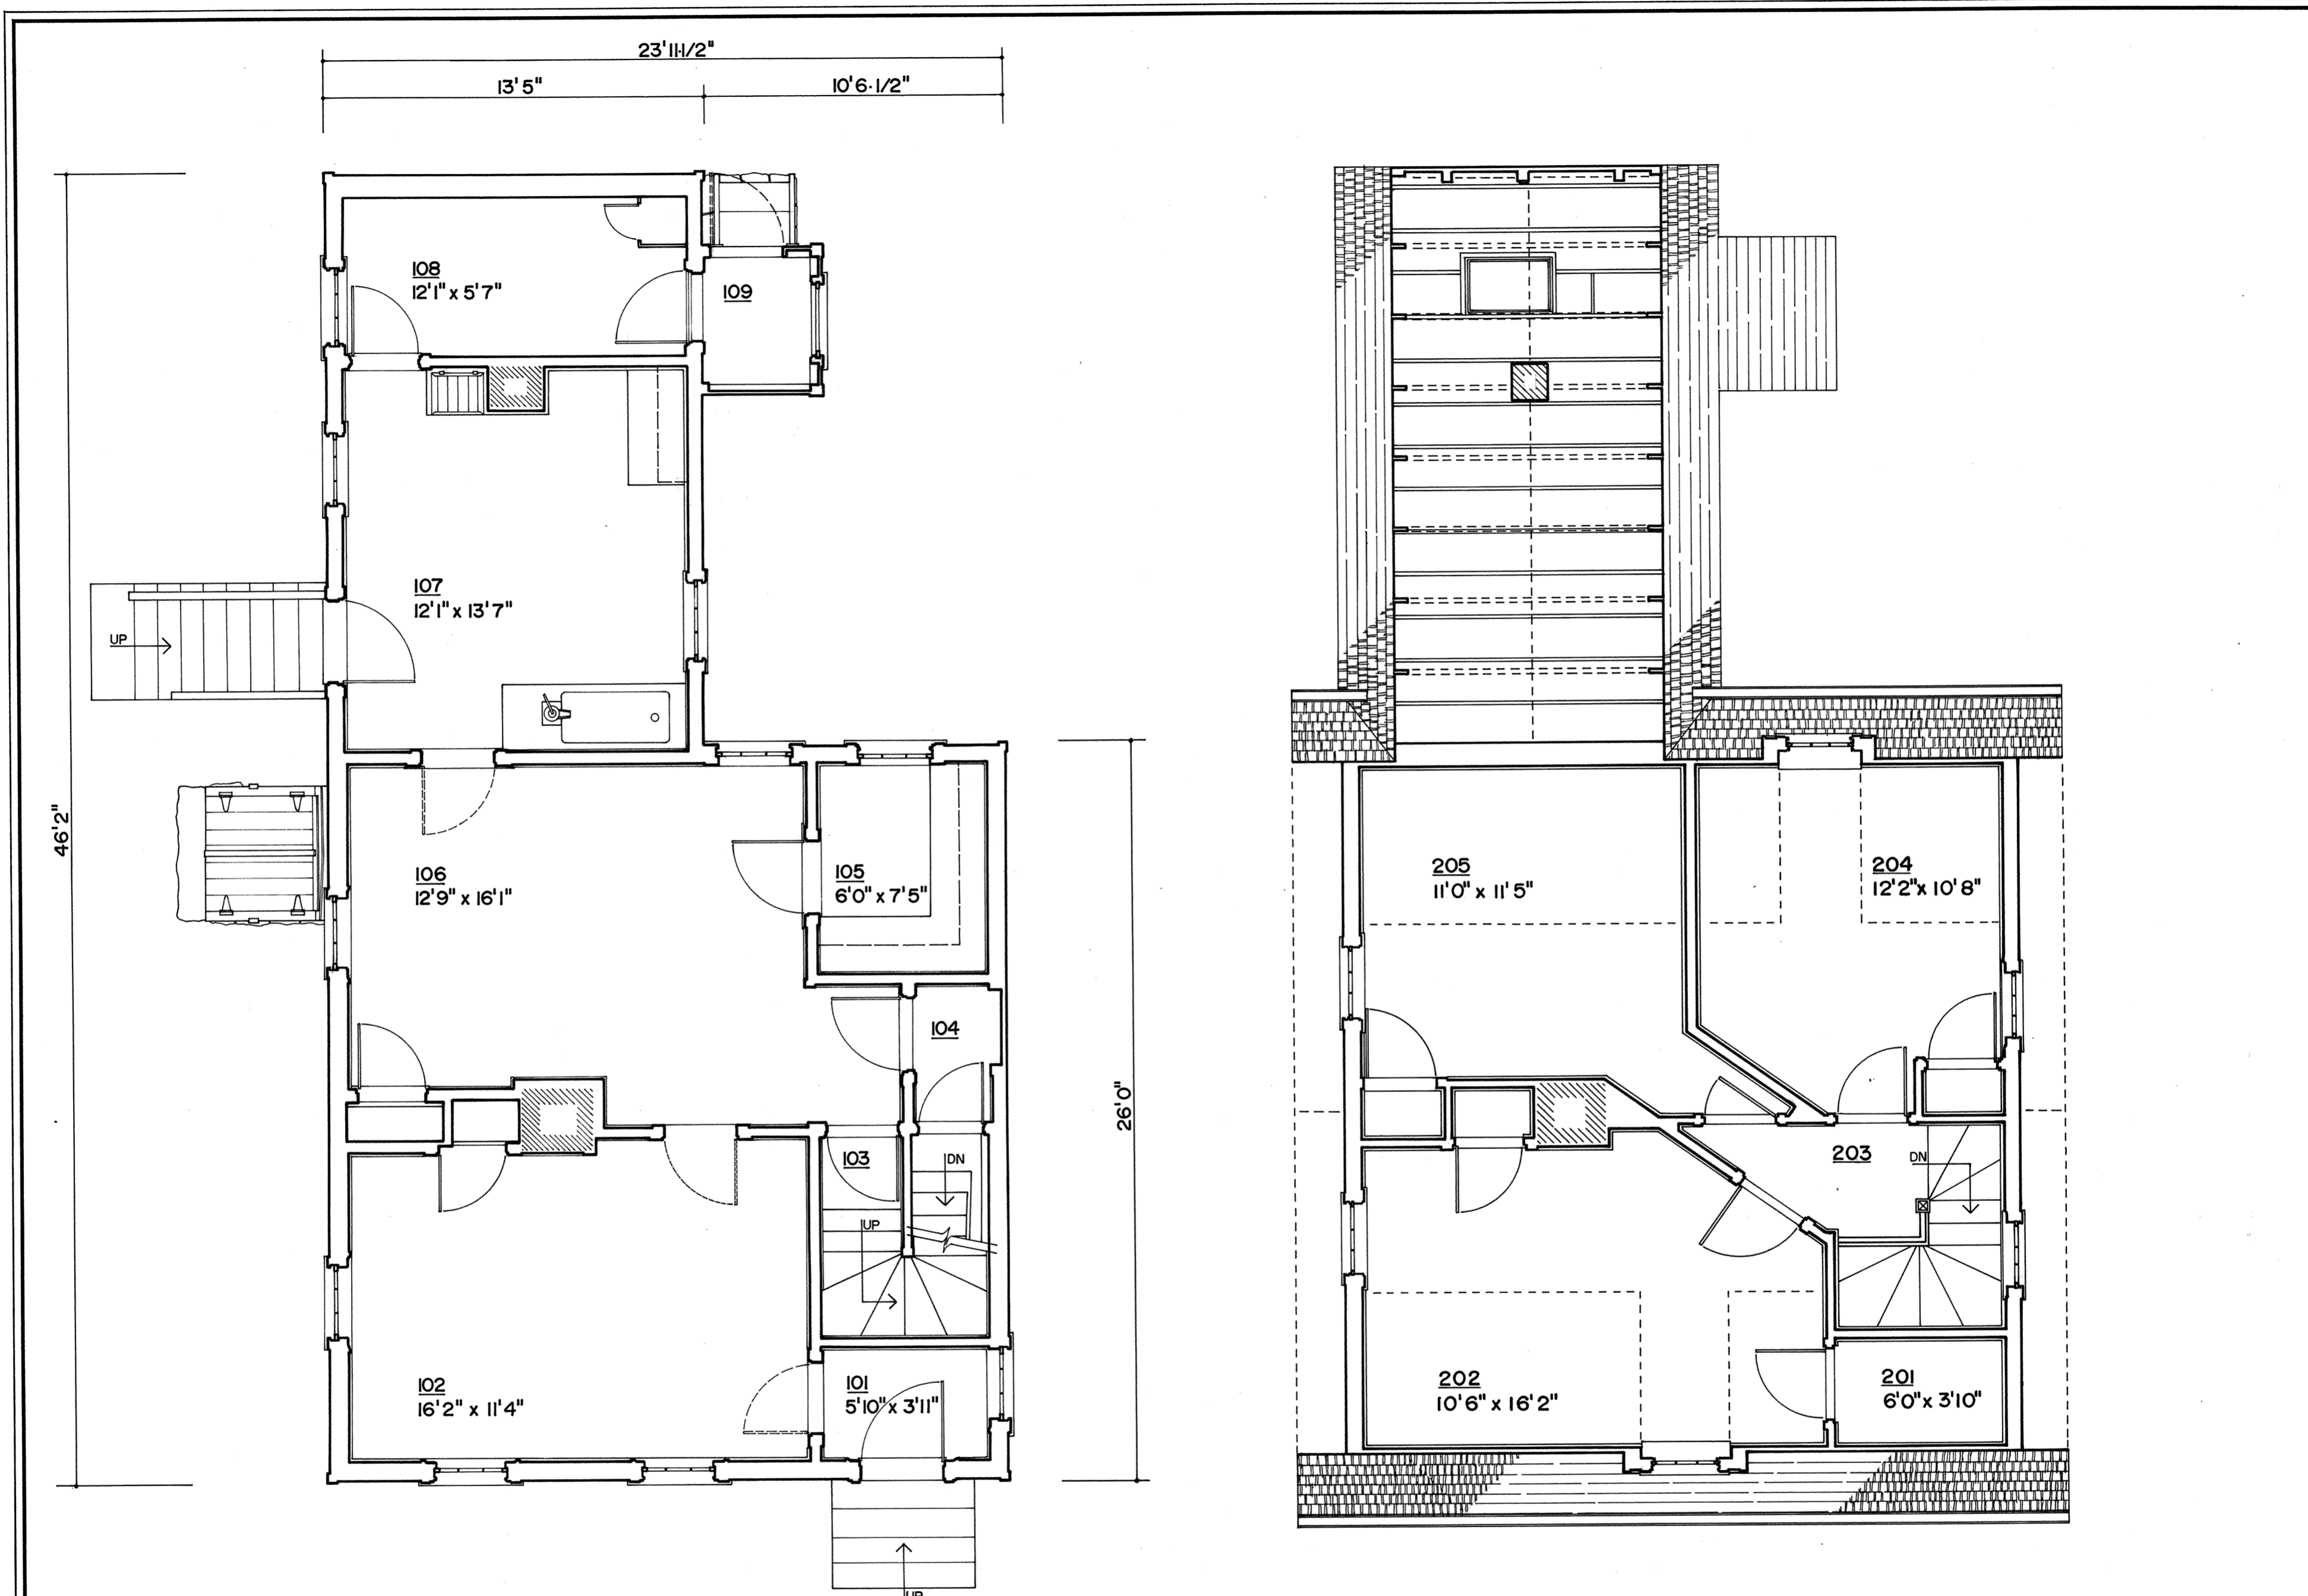 23'11·1/2"
13'5"
10'6·1/2"
108
12'1" x 5'7"
109
107
12'1" x 13'7"
UP
46'2"
106
12'9" x 16'1"
105
6'0" x 7'5"
104
26'0"
103
DN
UP
102
16'2" x 11'4"
101
5'10" x 3'11"
UP
205
11'0" x 11'5"
204
12'2" x 10'8"
203
DN
202
10'6" x 16'2"
201
6'0" x 3'10"